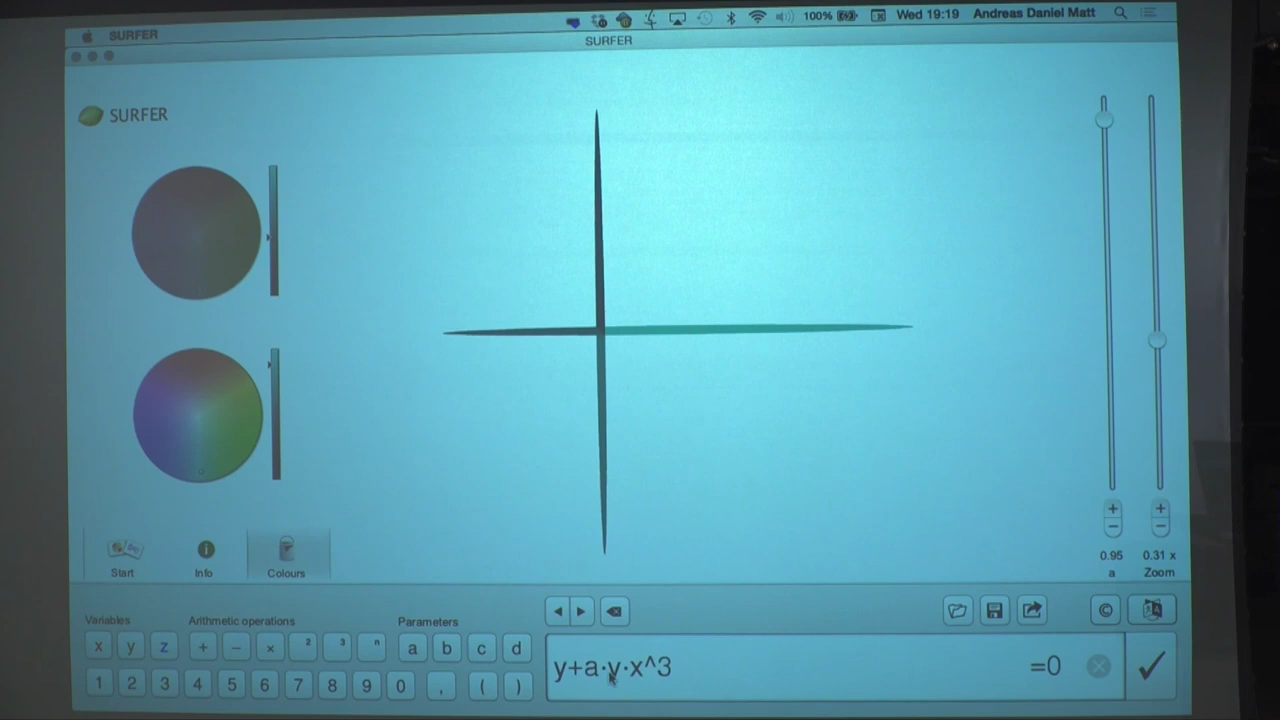 SURFER
100%
Wed 19:19
Andreas Daniel Matt
SURFER
SURFER
Start
Info
Colours
0.95
a
0.31 x
Zoom
Variables
Arithmetic operations
Parameters
x y z + − × ² ³ ⁿ a b c d
1 2 3 4 5 6 7 8 9 0 , ( )
y+a·y·x^3
=0